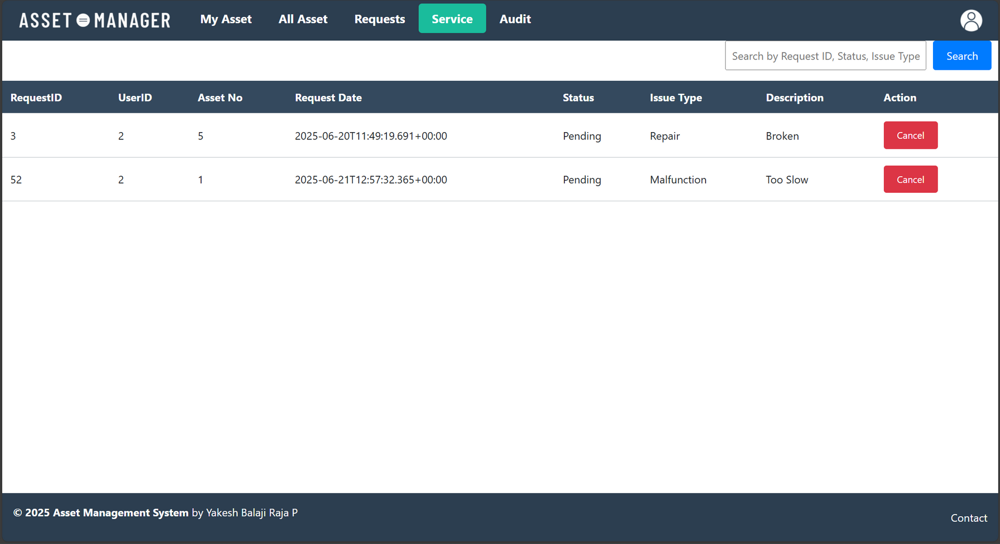 ASSET MANAGER My Asset All Asset Requests Service Audit
Search by Request ID, Status, Issue Type Search
RequestID UserID Asset No Request Date Status Issue Type Description Action
3 2 5 2025-06-20T11:49:19.691+00:00 Pending Repair Broken Cancel
52 2 1 2025-06-21T12:57:32.365+00:00 Pending Malfunction Too Slow Cancel
© 2025 Asset Management System by Yakesh Balaji Raja P
Contact